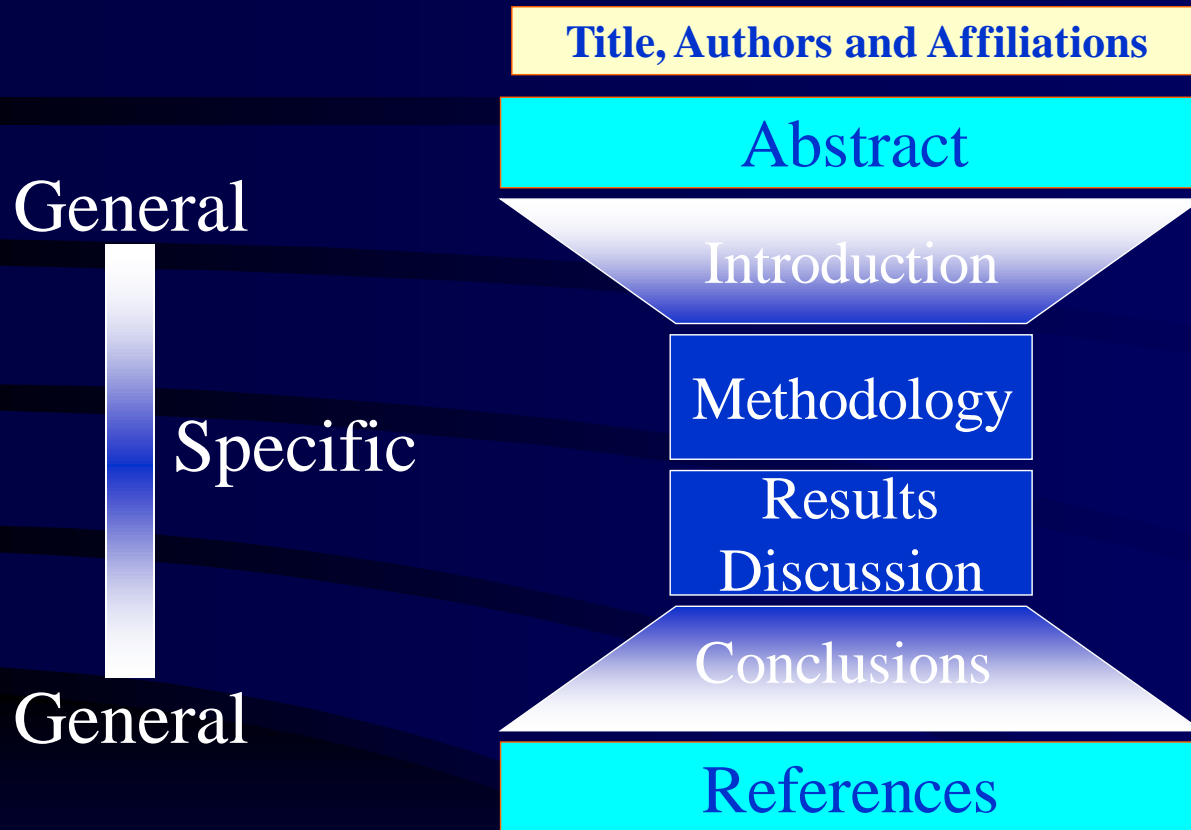 Title, Authors and Affiliations
Abstract
General
Introduction
Methodology
Specific
Results
Discussion
Conclusions
General
References